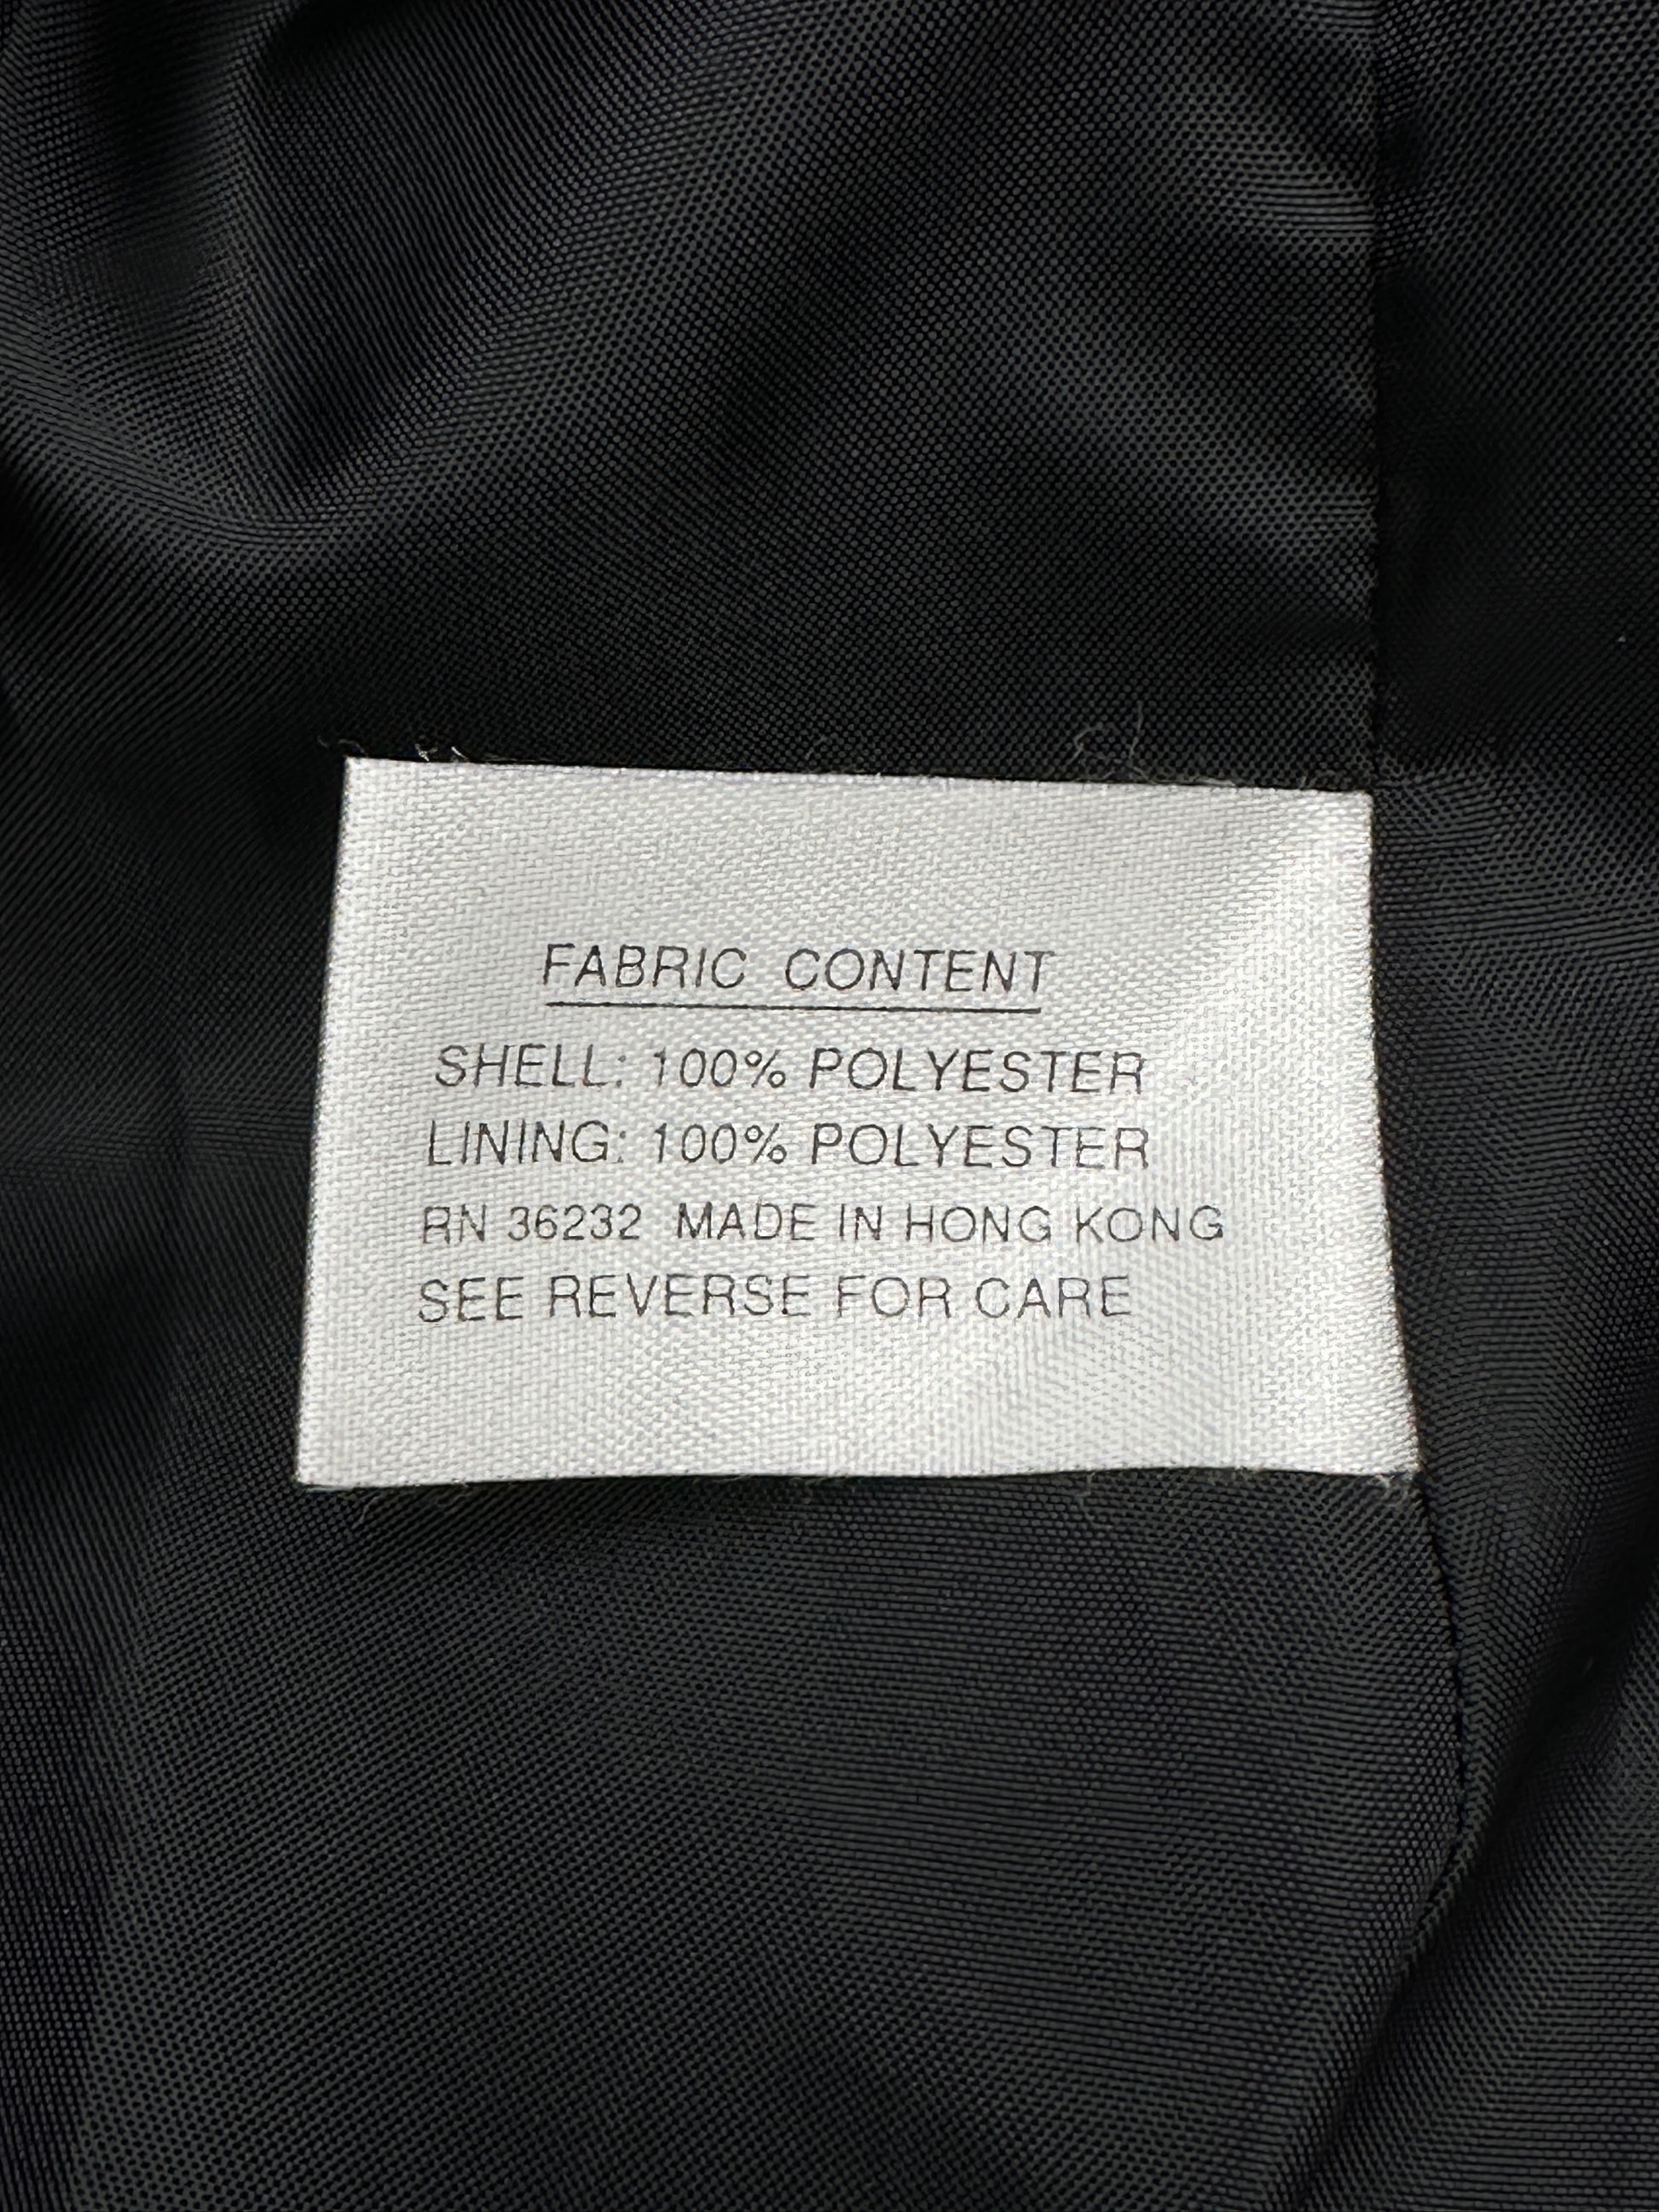 FABRIC CONTENT
SHELL: 100% POLYESTER
LINING: 100% POLYESTER
RN 36232 MADE IN HONG KONG
SEE REVERSE FOR CARE